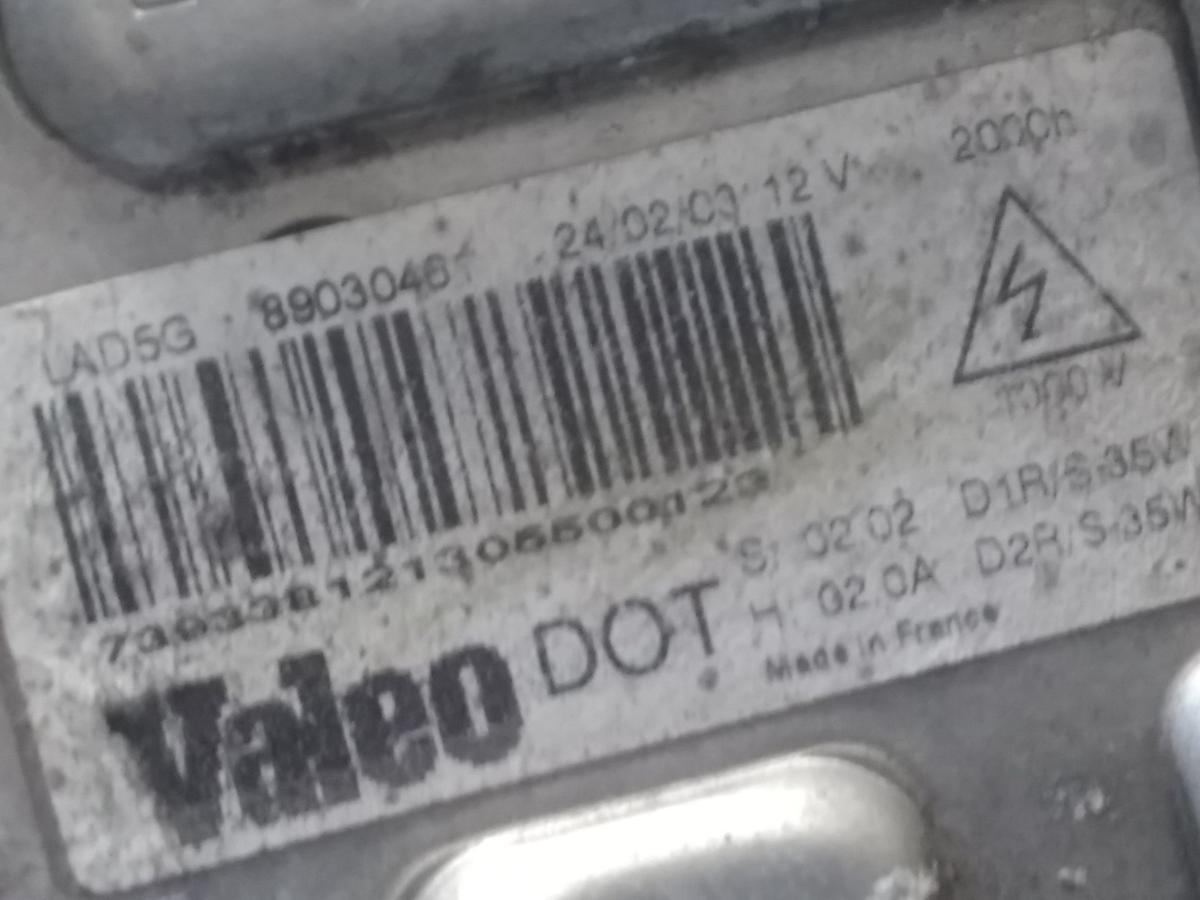 LAD5G 8903046 24/02/03 12 V 2000h
DOT
S: 02.02 D1R/S-35W
H: 02.0A D2R/S-35W
Valeo
Made in France